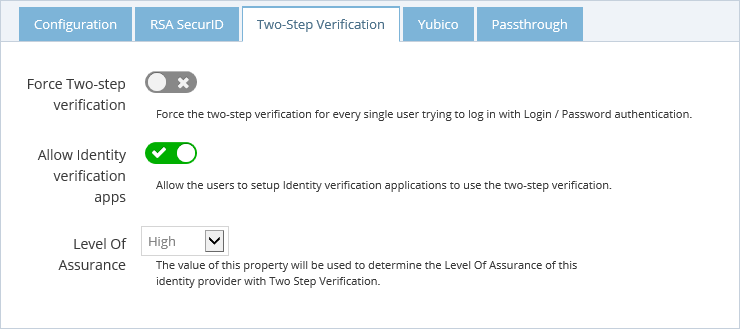 Configuration RSA SecurID Two-Step Verification Yubico Passthrough
Force Two-step
verification
Force the two-step verification for every single user trying to log in with Login / Password authentication.
Allow Identity
verification
apps
Allow the users to setup Identity verification applications to use the two-step verification.
Level Of
Assurance
High
The value of this property will be used to determine the Level Of Assurance of this
identity provider with Two Step Verification.